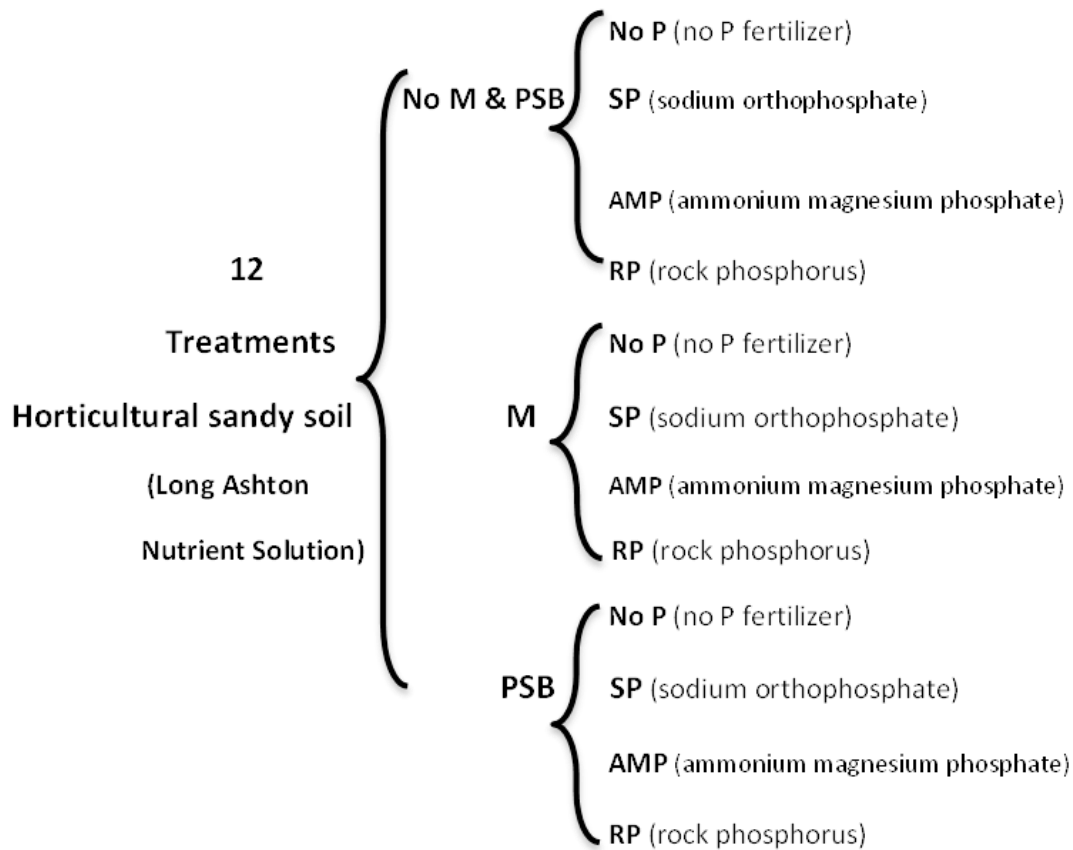 12
Treatments
Horticultural sandy soil
(Long Ashton
Nutrient Solution)
No M & PSB
No P (no P fertilizer)
SP (sodium orthophosphate)
AMP (ammonium magnesium phosphate)
RP (rock phosphorus)
M
No P (no P fertilizer)
SP (sodium orthophosphate)
AMP (ammonium magnesium phosphate)
RP (rock phosphorus)
PSB
No P (no P fertilizer)
SP (sodium orthophosphate)
AMP (ammonium magnesium phosphate)
RP (rock phosphorus)